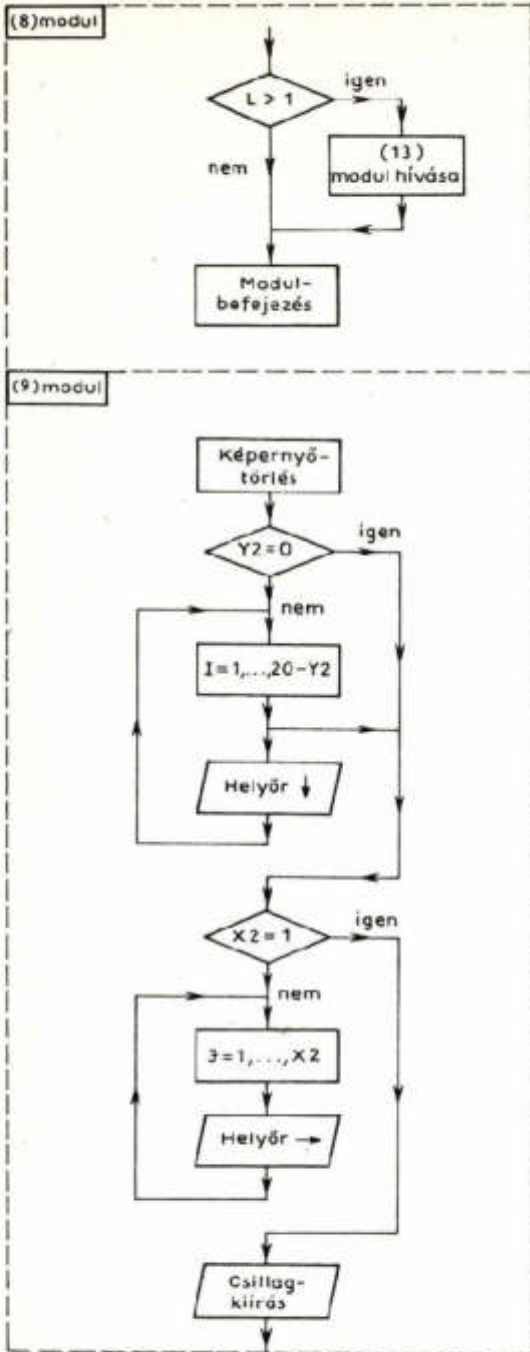 (8)modul
L > 1
igen
nem
(13)
modul hívása
Modul-
befejezés
(9)modul
Képernyő-
törlés
Y2=0
igen
nem
I=1,...,20-Y2
Helyőr ↓
X2=1
igen
nem
J=1,...,X2
Helyőr →
Csillag-
kiírás